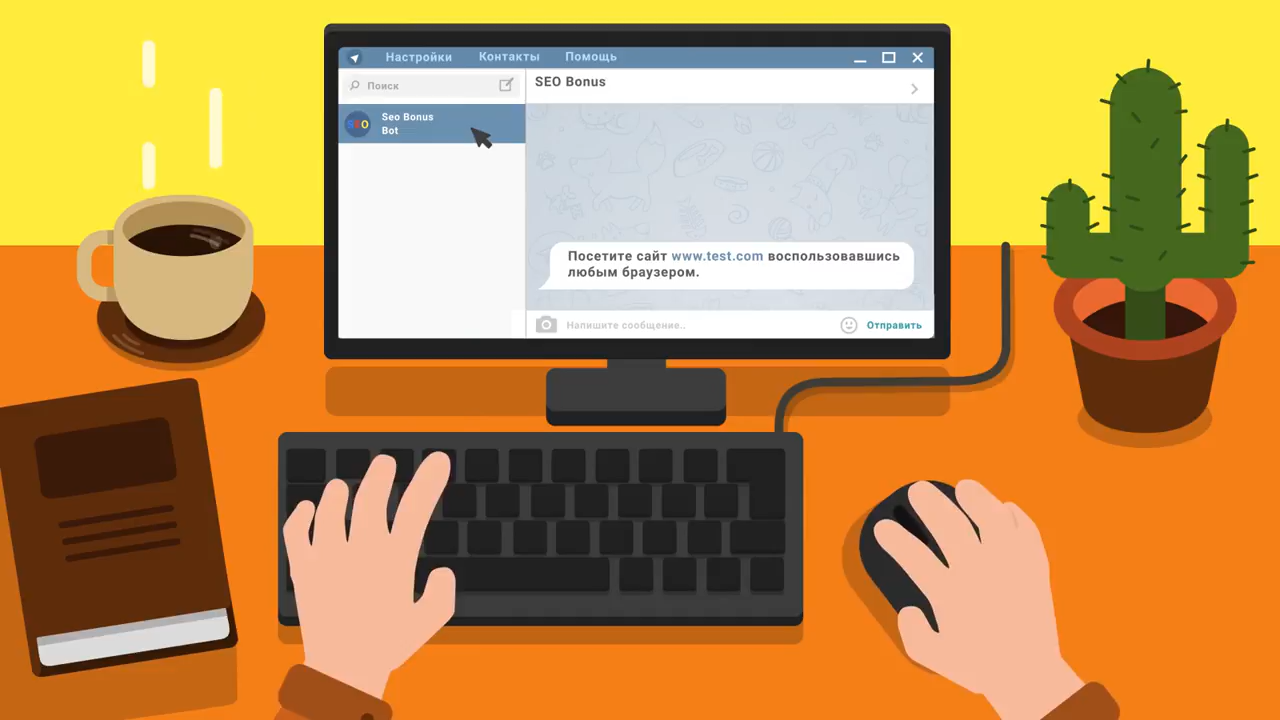 Настройки Контакты Помощь
Поиск
SEO Bonus
SEO
Seo Bonus
Bot
Посетите сайт www.test.com воспользовавшись
любым браузером.
Напишите сообщение..
Отправить